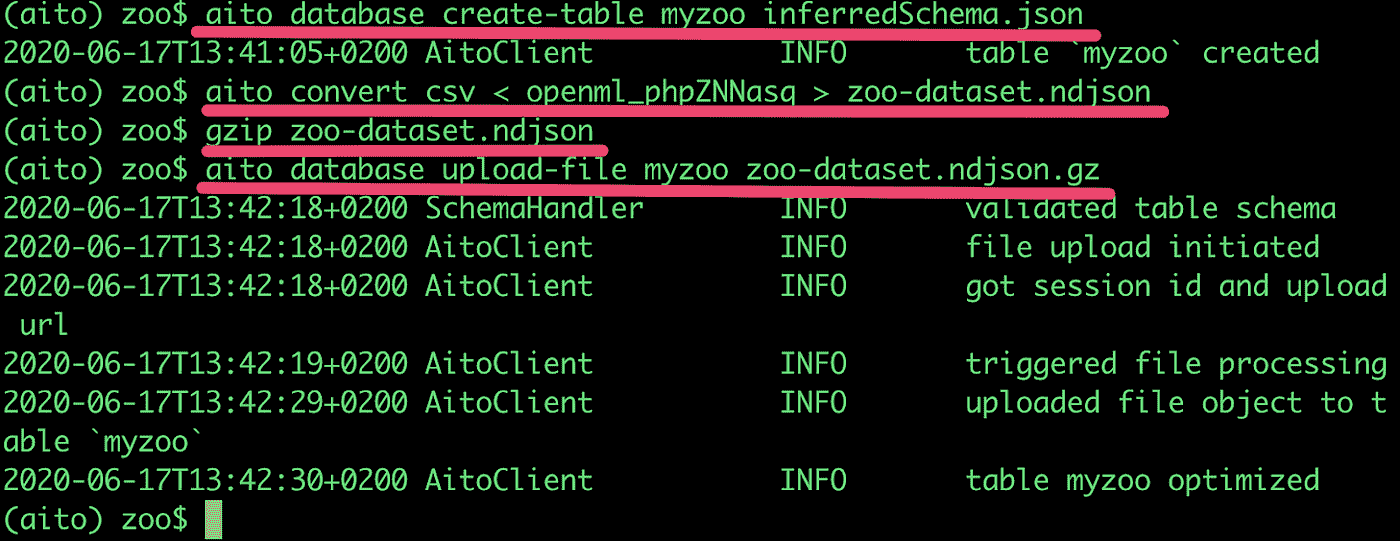 (aito) zoo$ aito database create-table myzoo inferredSchema.json
2020-06-17T13:41:05+0200 AitoClient           INFO       table `myzoo` created
(aito) zoo$ aito convert csv < openml_phpZNNasq > zoo-dataset.ndjson
(aito) zoo$ gzip zoo-dataset.ndjson
(aito) zoo$ aito database upload-file myzoo zoo-dataset.ndjson.gz
2020-06-17T13:42:18+0200 SchemaHandler        INFO       validated table schema
2020-06-17T13:42:18+0200 AitoClient           INFO       file upload initiated
2020-06-17T13:42:18+0200 AitoClient           INFO       got session id and upload
 url
2020-06-17T13:42:19+0200 AitoClient           INFO       triggered file processing
2020-06-17T13:42:29+0200 AitoClient           INFO       uploaded file object to t
able `myzoo`
2020-06-17T13:42:30+0200 AitoClient           INFO       table myzoo optimized
(aito) zoo$